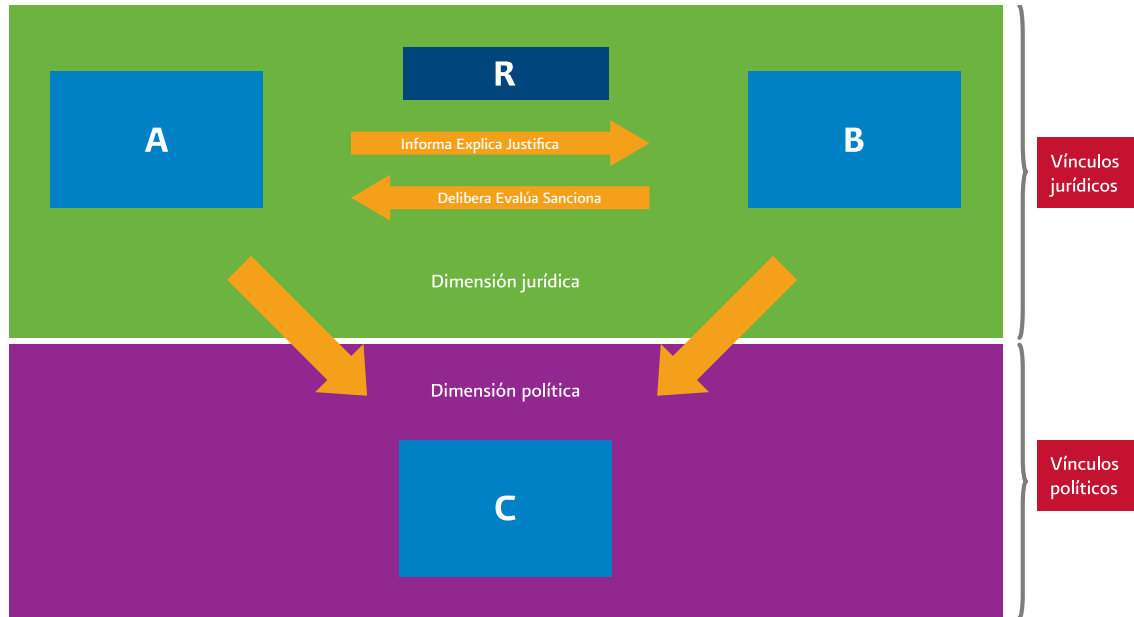 R
A
B
Informa Explica Justifica
Delibera Evalúa Sanciona
Vínculos
jurídicos
Dimensión jurídica
Dimensión política
C
Vínculos
políticos